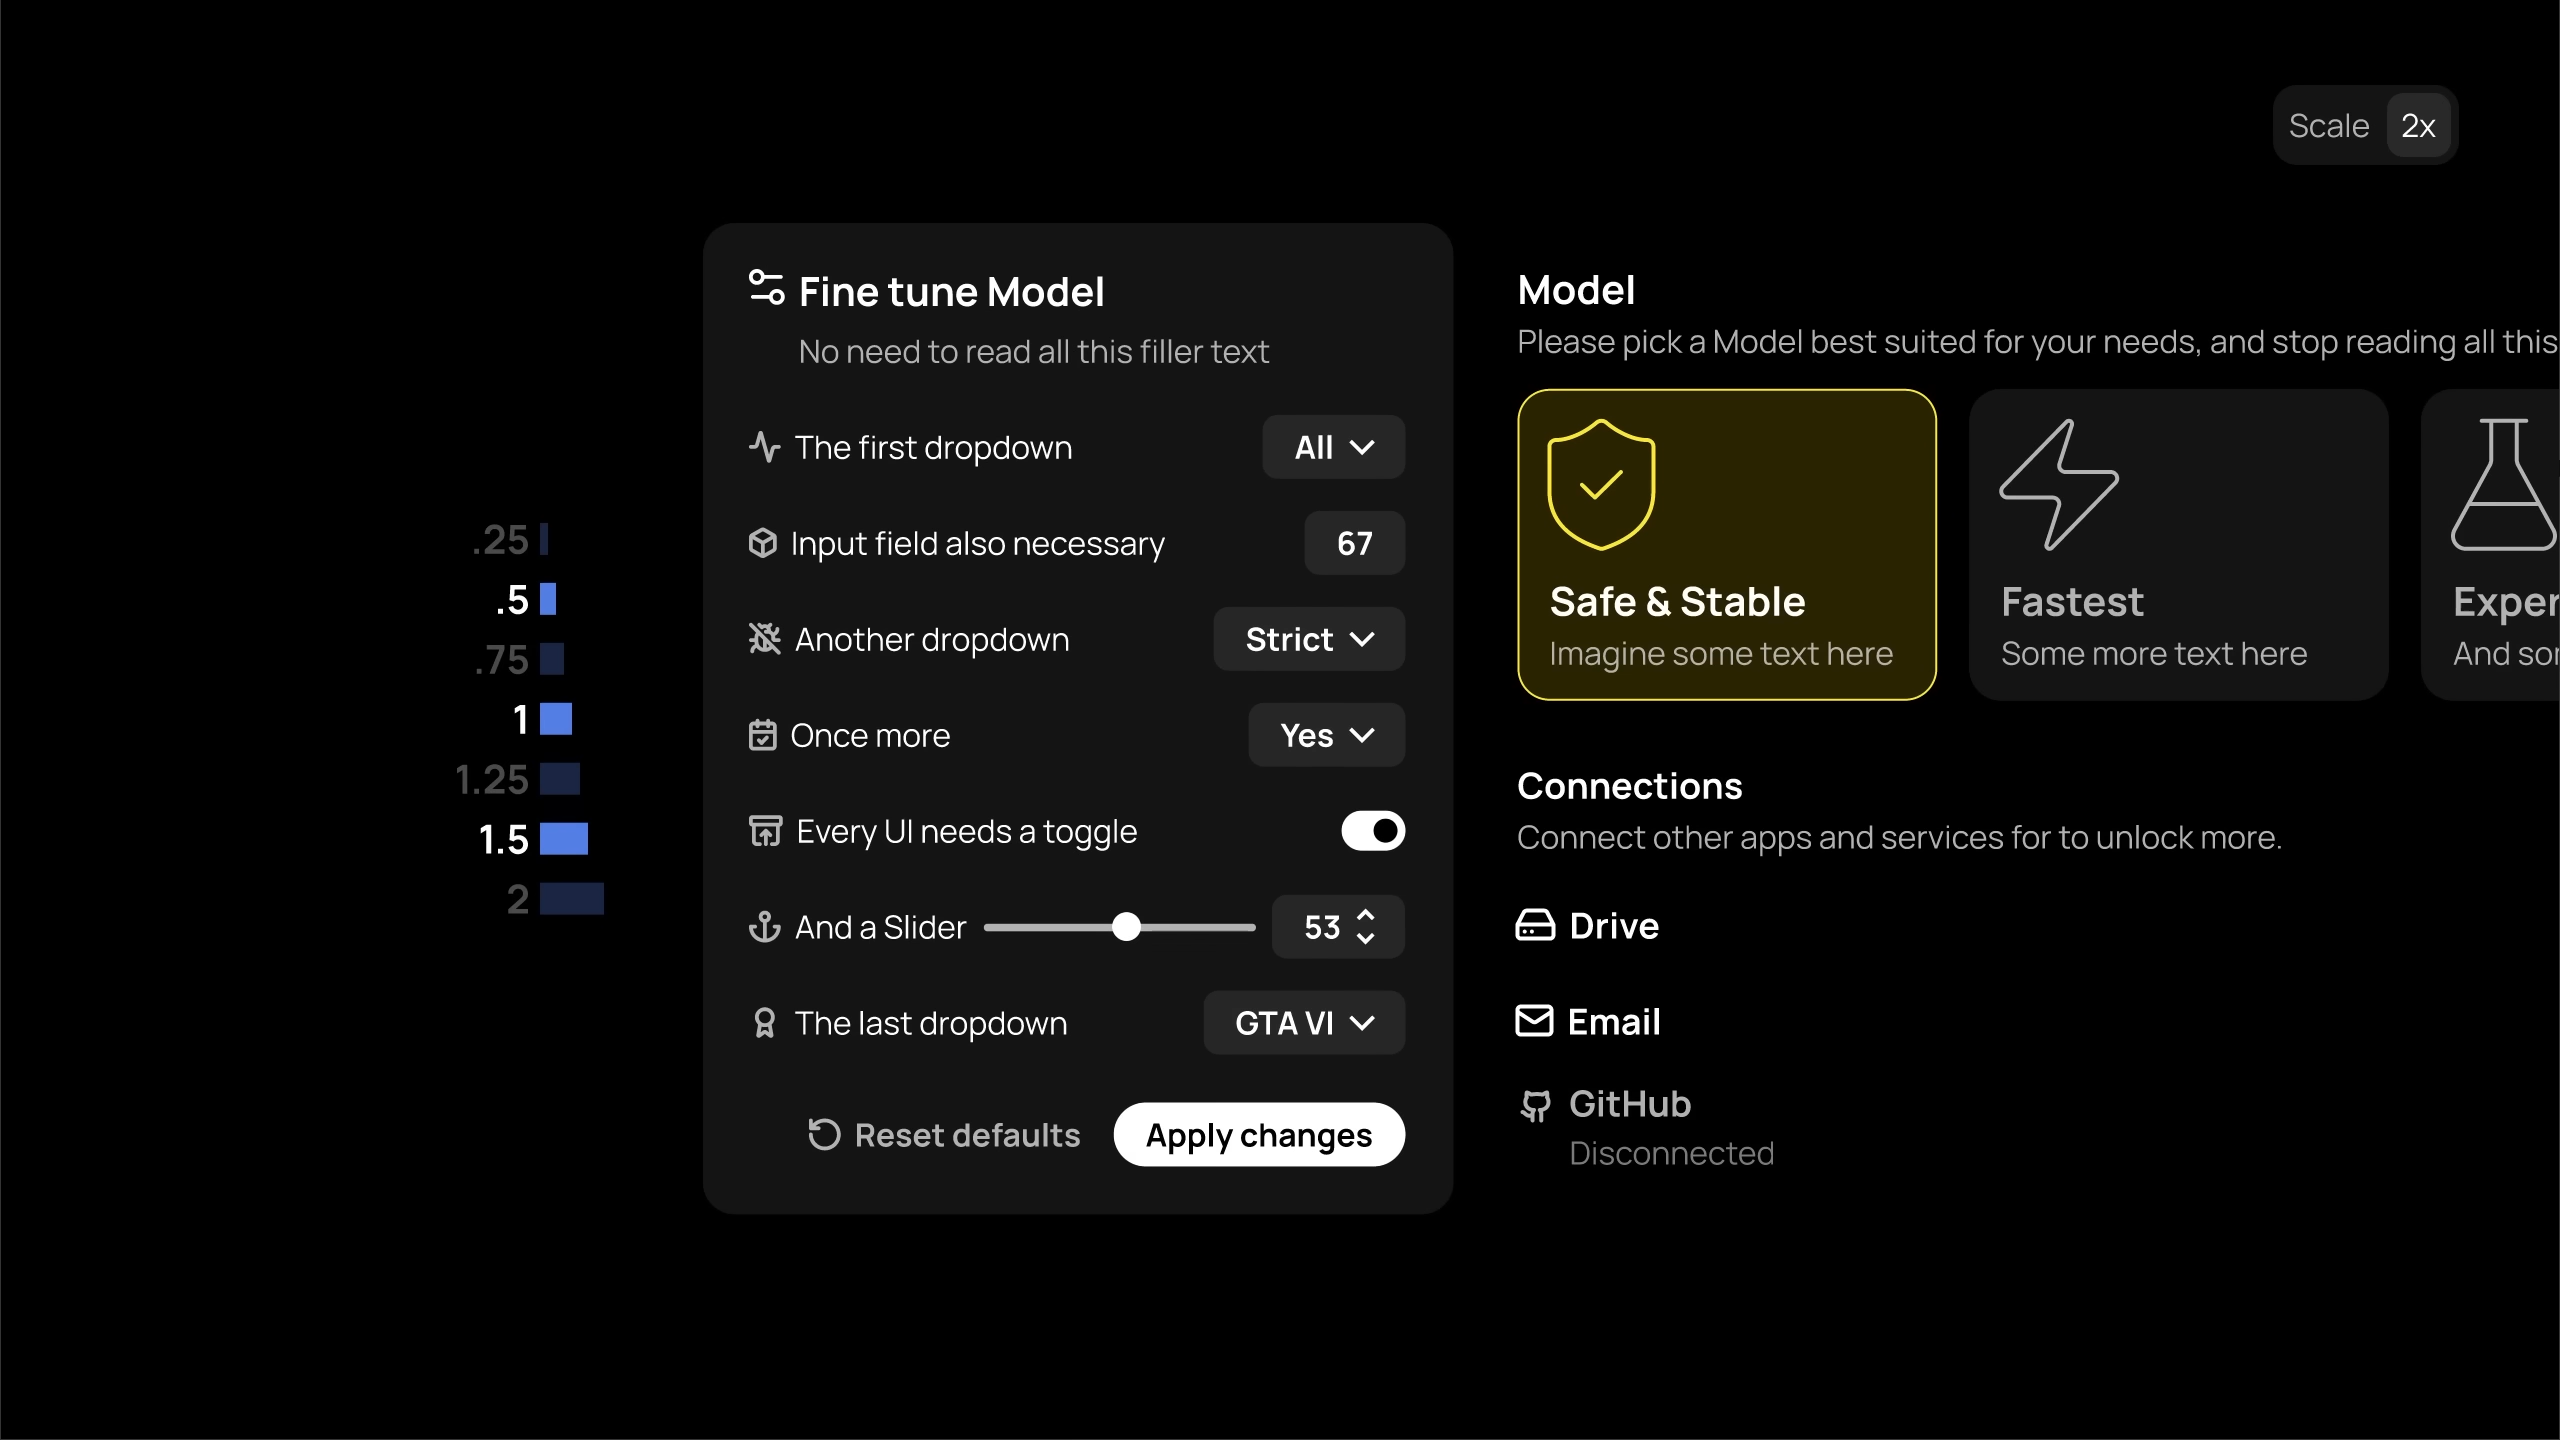 Scale 2x
.25
.5
.75
1
1.25
1.5
2
Fine tune Model
No need to read all this filler text
The first dropdown All
Input field also necessary 67
Another dropdown Strict
Once more Yes
Every UI needs a toggle
And a Slider 53
The last dropdown GTA VI
Reset defaults Apply changes
Model
Please pick a Model best suited for your needs, and stop reading all this
Safe & Stable
Imagine some text here
Fastest
Some more text here
Exper
And sor
Connections
Connect other apps and services for to unlock more.
Drive
Email
GitHub
Disconnected